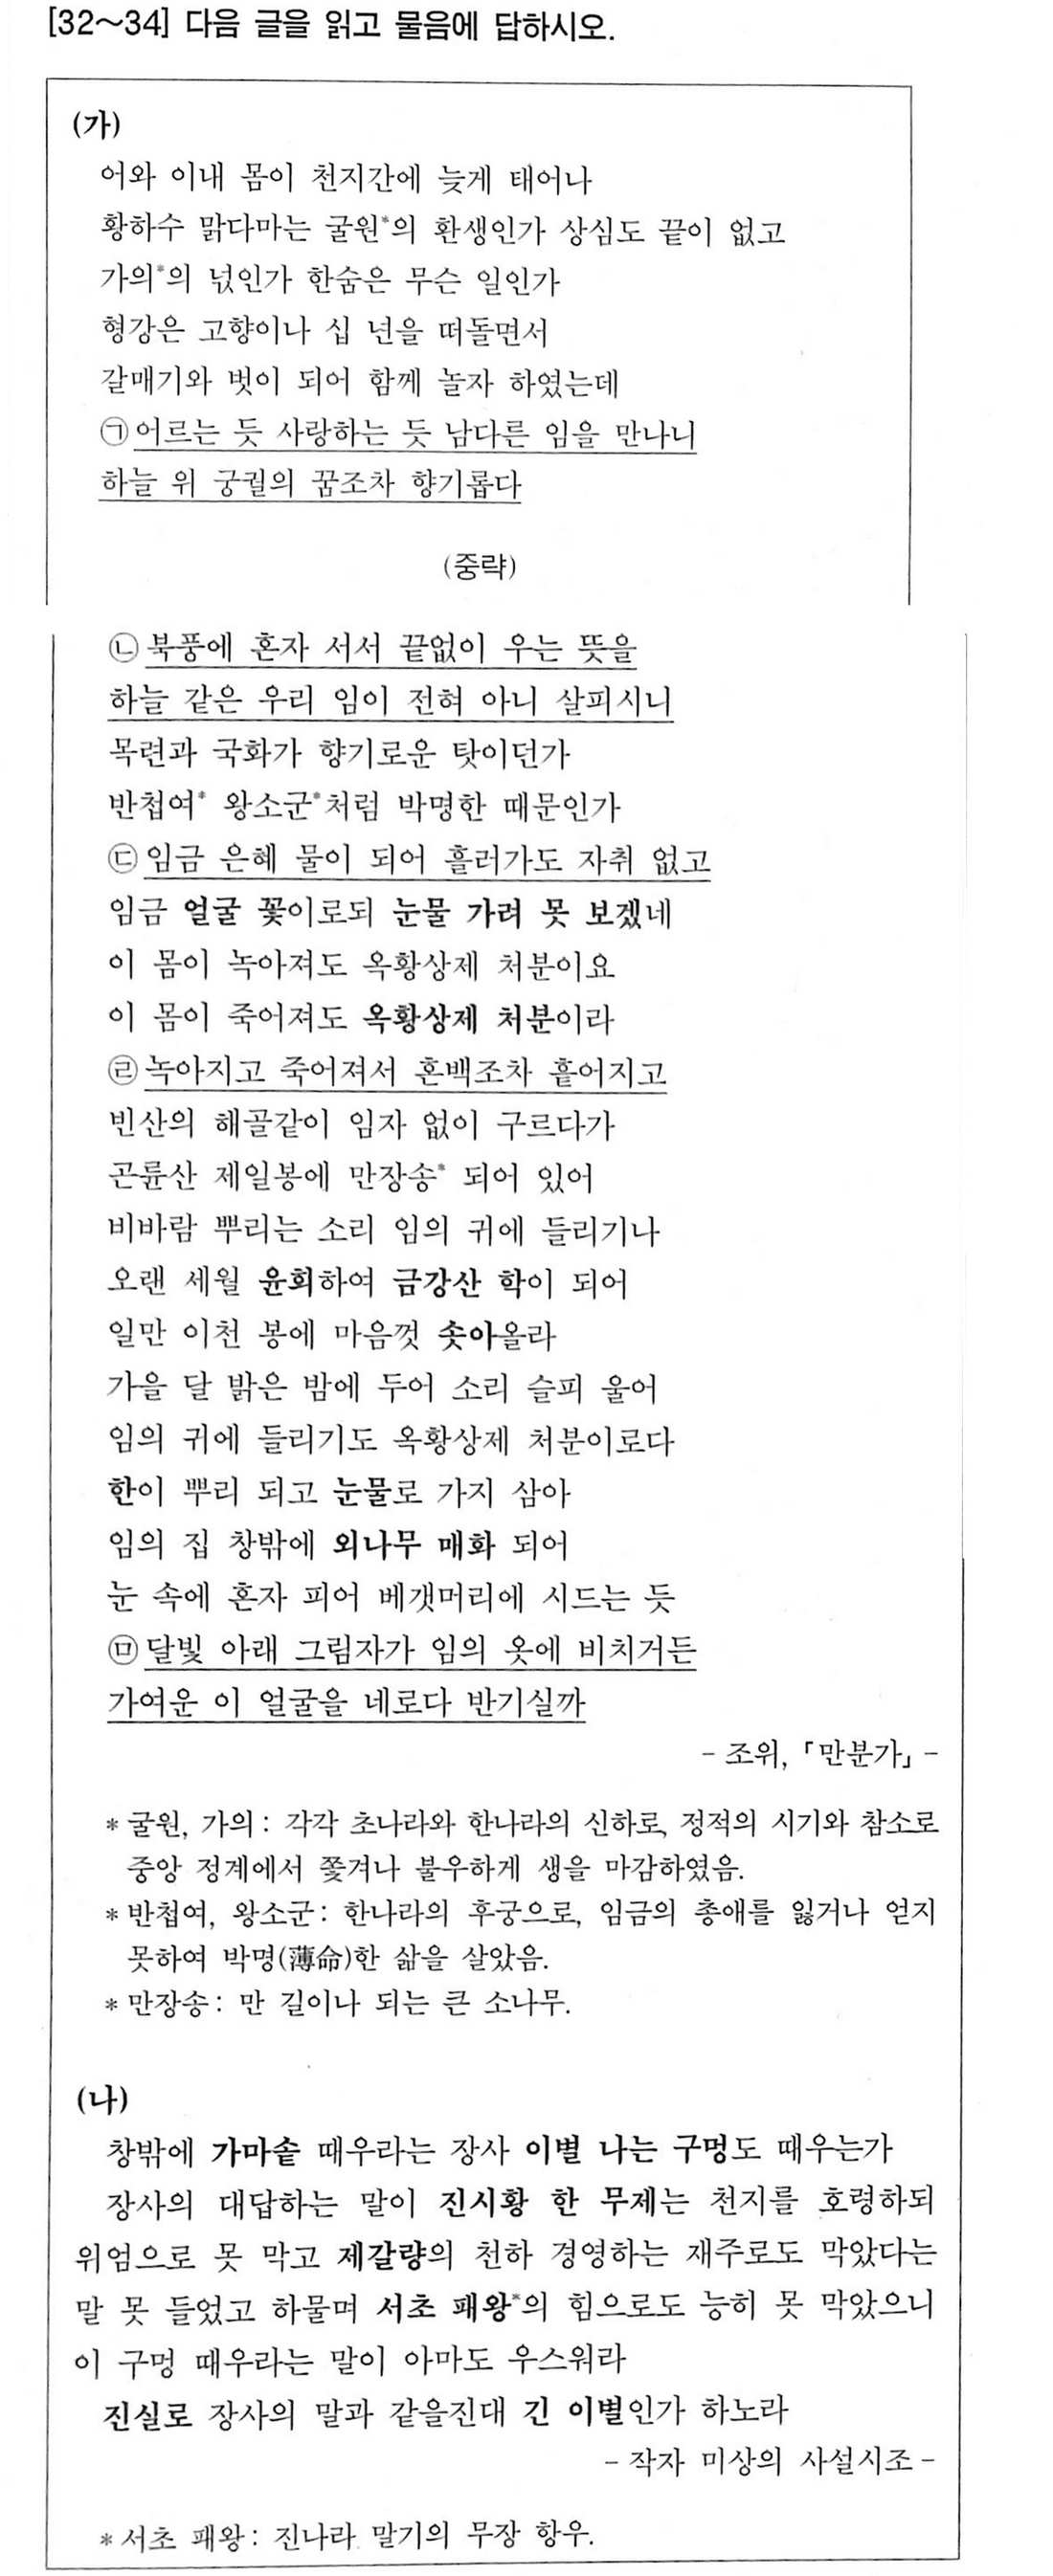 [32～34] 다음 글을 읽고 물음에 답하시오.
(가)
어와 이내 몸이 천지간에 늦게 태어나
황하수 맑다마는 굴원*의 환생인가 상심도 끝이 없고
가의*의 넋인가 한숨은 무슨 일인가
형강은 고향이나 십 년을 떠돌면서
갈매기와 벗이 되어 함께 놀자 하였는데
㉠어르는 듯 사랑하는 듯 남다른 임을 만나니
하늘 위 궁궐의 꿈조차 향기롭다
(중략)
㉡북풍에 혼자 서서 끝없이 우는 뜻을
하늘 같은 우리 임이 전혀 아니 살피시니
목련과 국화가 향기로운 탓이던가
반첩여* 왕소군*처럼 박명한 때문인가
㉢임금 은혜 물이 되어 흘러가도 자취 없고
임금 얼굴 꽃이로되 눈물 가려 못 보겠네
이 몸이 녹아져도 옥황상제 처분이요
이 몸이 죽어져도 옥황상제 처분이라
㉣녹아지고 죽어져서 혼백조차 흩어지고
빈산의 해골같이 임자 없이 구르다가
곤륜산 제일봉에 만장송* 되어 있어
비바람 뿌리는 소리 임의 귀에 들리기나
오랜 세월 윤회하여 금강산 학이 되어
일만 이천 봉에 마음껏 솟아올라
가을 달 밝은 밤에 두어 소리 슬피 울어
임의 귀에 들리기도 옥황상제 처분이로다
한이 뿌리 되고 눈물로 가지 삼아
임의 집 창밖에 외나무 매화 되어
눈 속에 혼자 피어 베갯머리에 시드는 듯
㉤달빛 아래 그림자가 임의 옷에 비치거든
가여운 이 얼굴을 네로다 반기실까
- 조위, 「만분가」 -
* 굴원, 가의 : 각각 초나라와 한나라의 신하로, 정적의 시기와 참소로
중앙 정계에서 쫓겨나 불우하게 생을 마감하였음.
* 반첩여, 왕소군 : 한나라의 후궁으로, 임금의 총애를 잃거나 얻지
못하여 박명(薄命)한 삶을 살았음.
* 만장송 : 만 길이나 되는 큰 소나무.
(나)
창밖에 가마솥 때우라는 장사 이별 나는 구멍도 때우는가
장사의 대답하는 말이 진시황 한 무제는 천지를 호령하되
위엄으로 못 막고 제갈량의 천하 경영하는 재주로도 막았다는
말 못 들었고 하물며 서초 패왕*의 힘으로도 능히 못 막았으니
이 구멍 때우라는 말이 아마도 우스워라
진실로 장사의 말과 같을진대 긴 이별인가 하노라
- 작자 미상의 사설시조 -
* 서초 패왕 : 진나라 말기의 무장 항우.